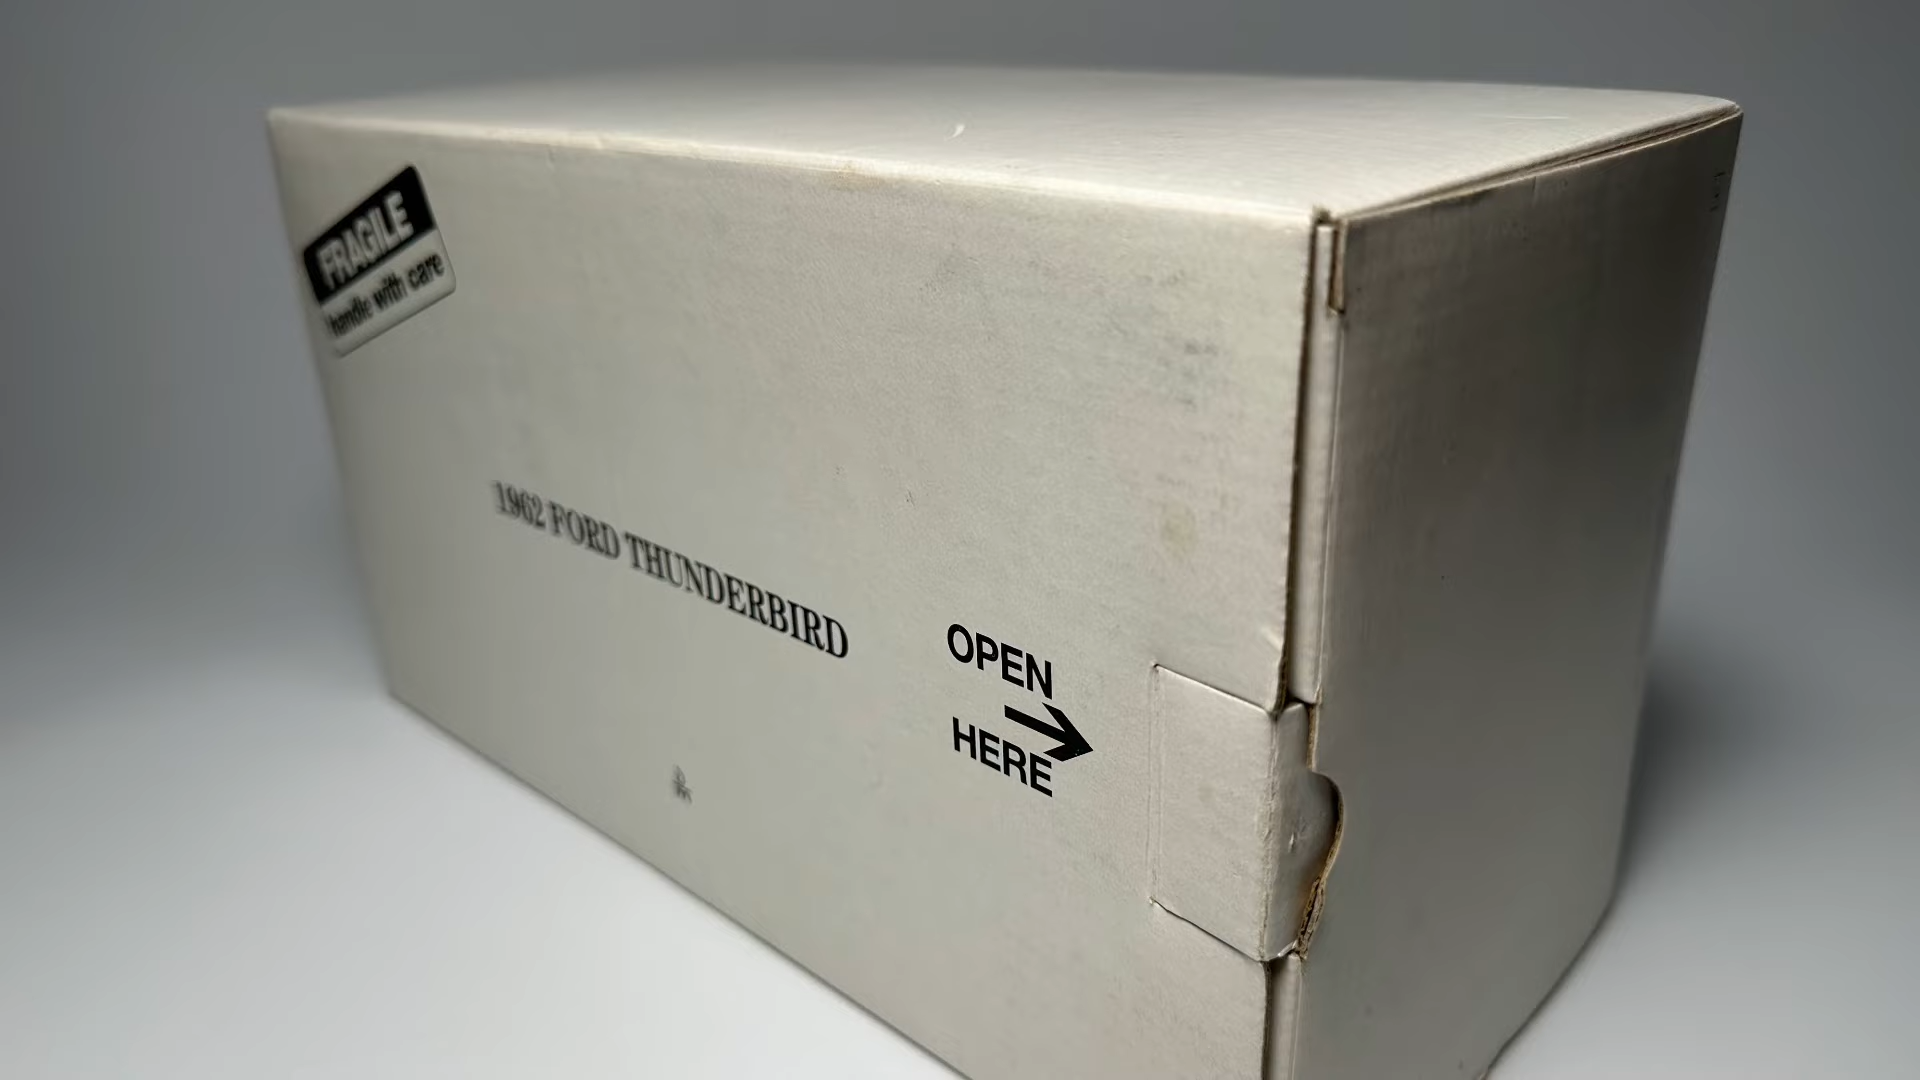 FRAGILE
handle with care
1962 FORD THUNDERBIRD
OPEN
HERE